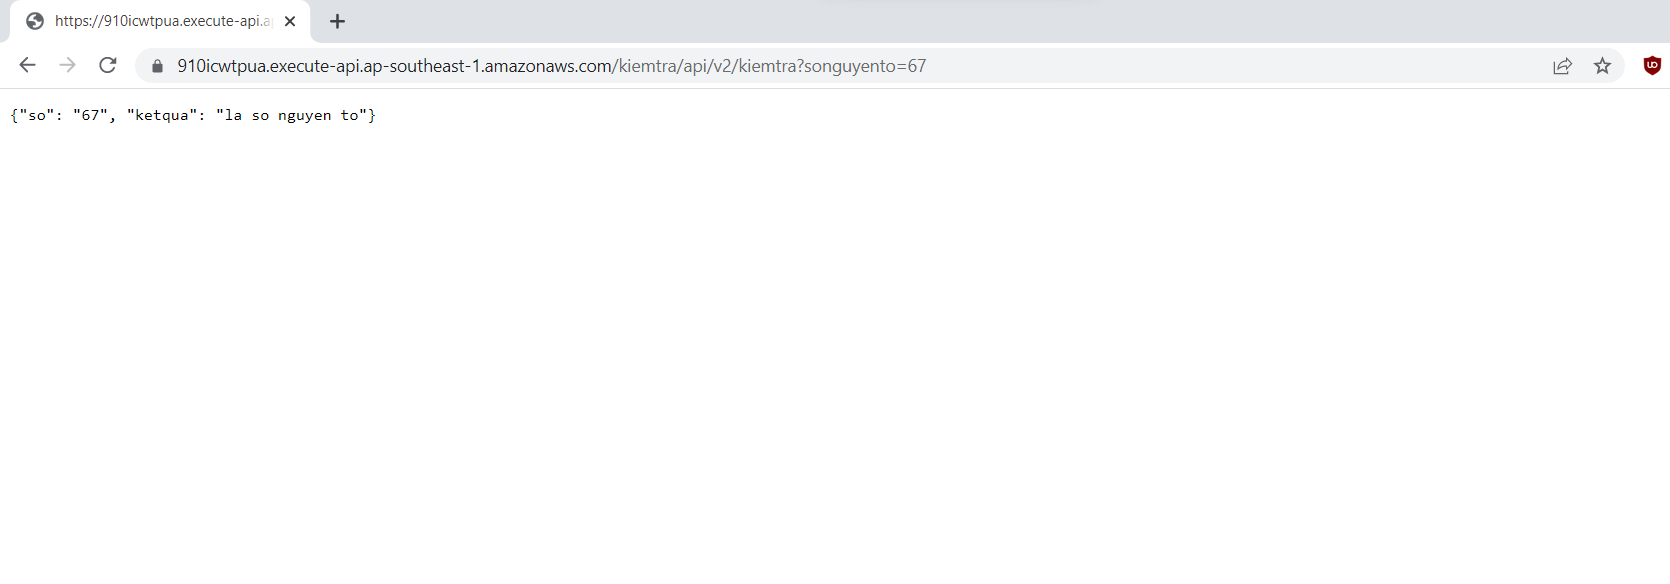 https://910icwtpua.execute-api.a
910icwtpua.execute-api.ap-southeast-1.amazonaws.com/kiemtra/api/v2/kiemtra?songuyento=67
{"so": "67", "ketqua": "la so nguyen to"}